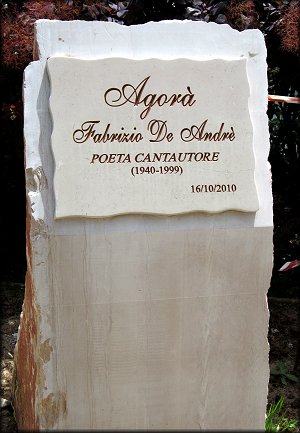 Agorà
Fabrizio De Andrè
POETA CANTAUTORE
(1940-1999)
16/10/2010